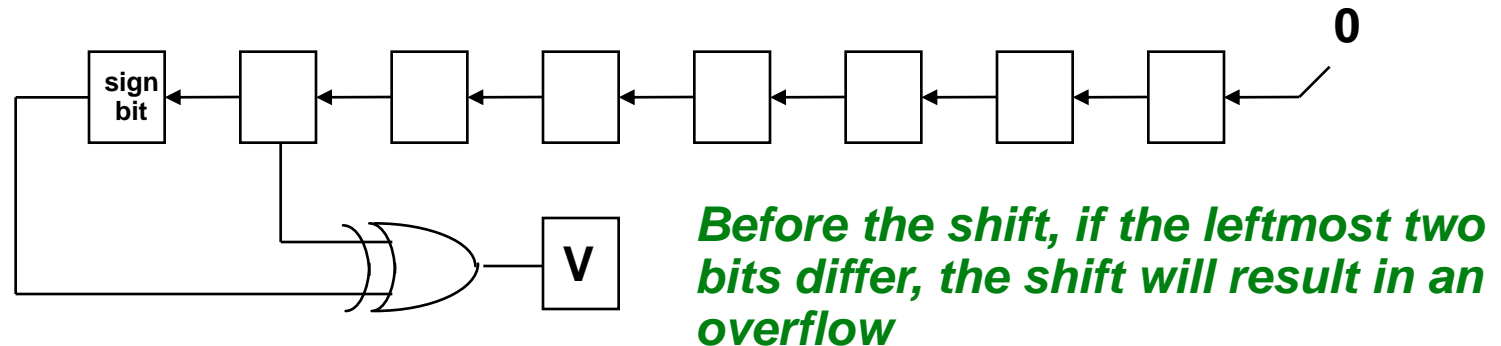 0
sign
bit
V
Before the shift, if the leftmost two
bits differ, the shift will result in an
overflow